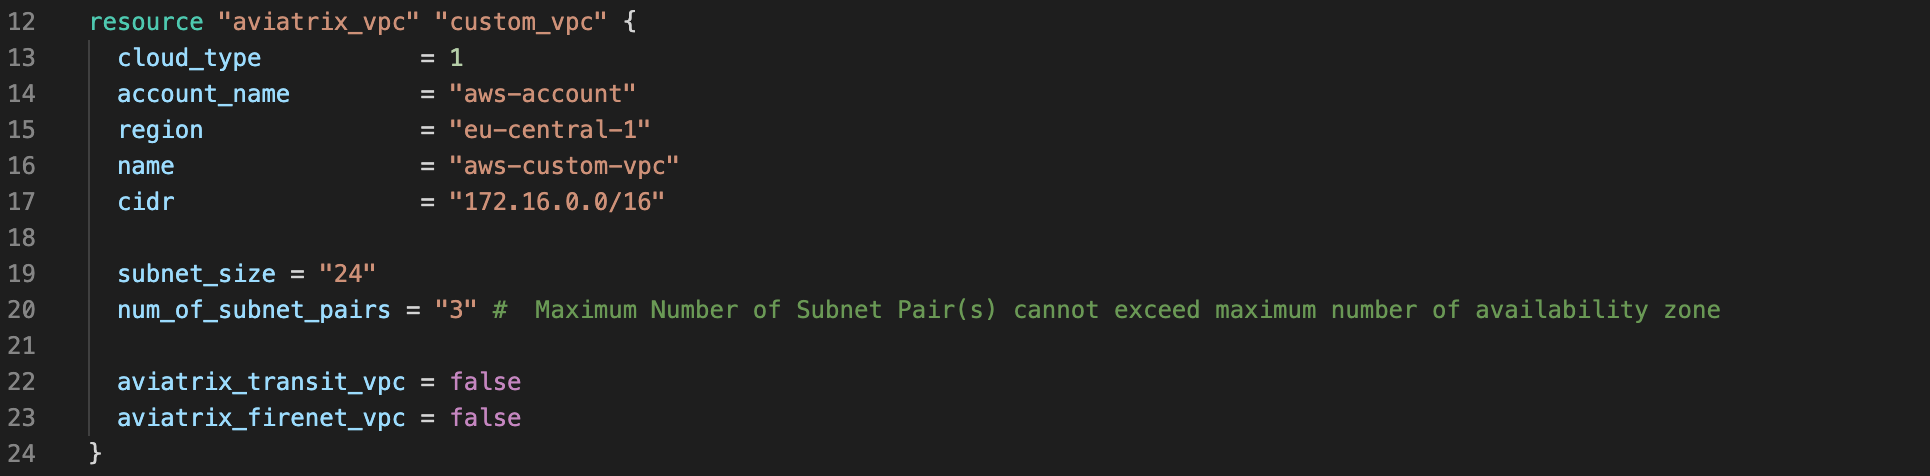 12 resource "aviatrix_vpc" "custom_vpc" {
13 cloud_type = 1
14 account_name = "aws-account"
15 region = "eu-central-1"
16 name = "aws-custom-vpc"
17 cidr = "172.16.0.0/16"
18
19 subnet_size = "24"
20 num_of_subnet_pairs = "3" #  Maximum Number of Subnet Pair(s) cannot exceed maximum number of availability zone
21
22 aviatrix_transit_vpc = false
23 aviatrix_firenet_vpc = false
24 }